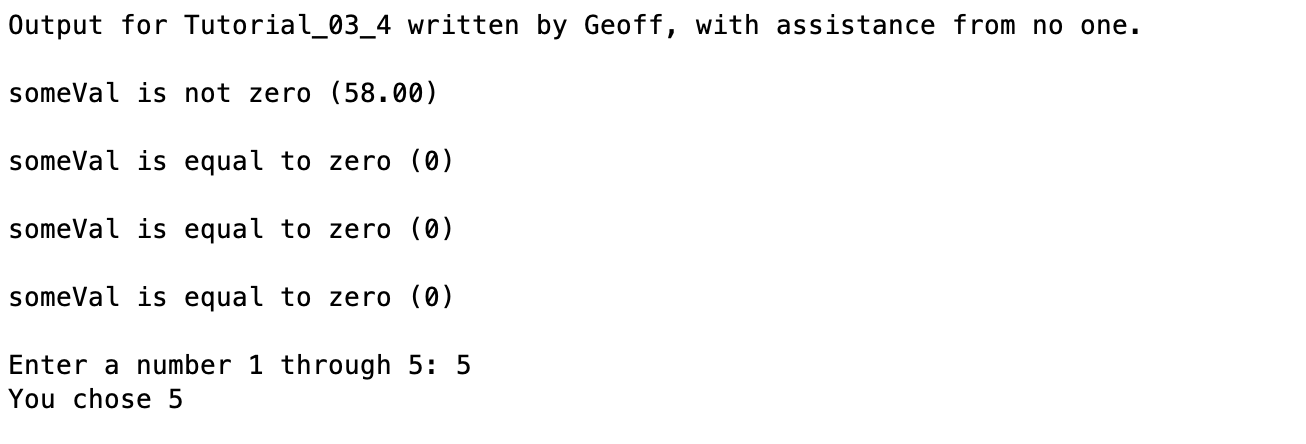 Output for Tutorial_03_4 written by Geoff, with assistance from no one.
someVal is not zero (58.00)
someVal is equal to zero (0)
someVal is equal to zero (0)
someVal is equal to zero (0)
Enter a number 1 through 5: 5
You chose 5